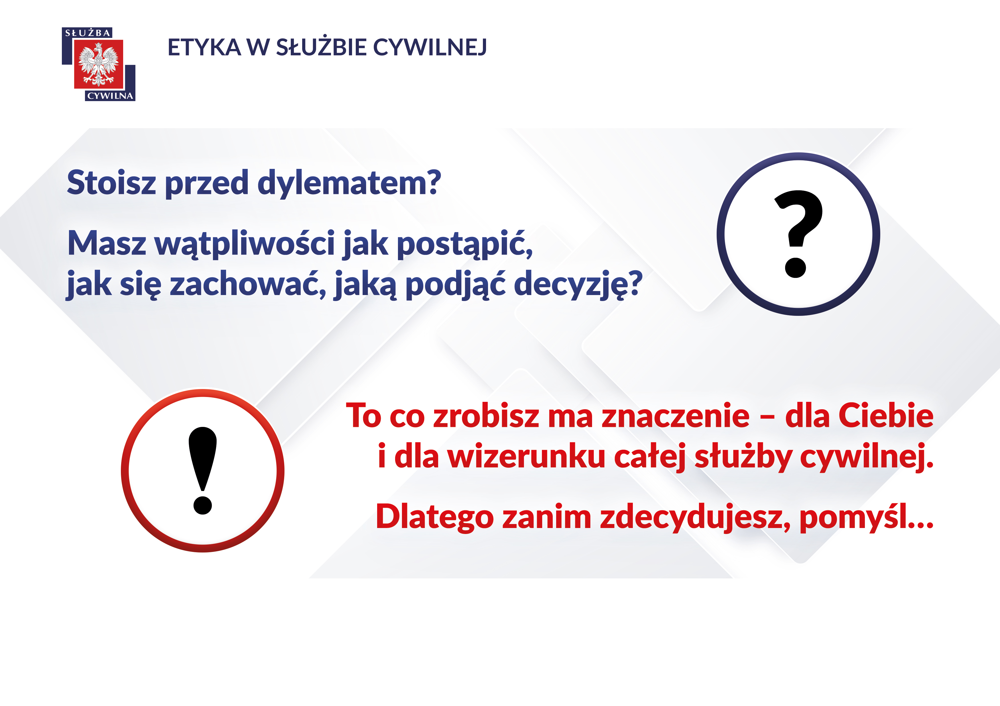 SŁUŻBA
CYWILNA
ETYKA W SŁUŻBIE CYWILNEJ
Stoisz przed dylematem?
Masz wątpliwości jak postąpić,
jak się zachować, jaką podjąć decyzję?
?
!
To co zrobisz ma znaczenie – dla Ciebie
i dla wizerunku całej służby cywilnej.
Dlatego zanim zdecydujesz, pomyśl...